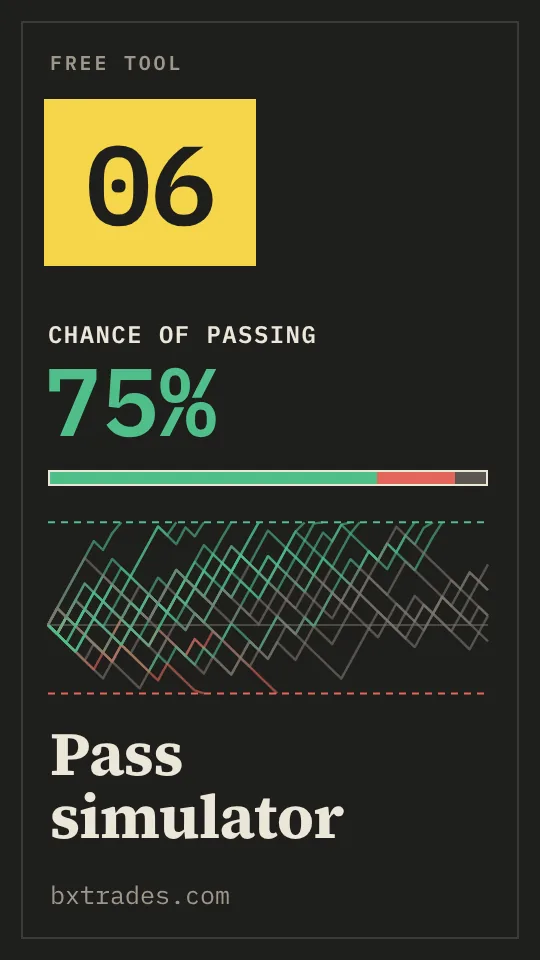 FREE TOOL
06
CHANCE OF PASSING
75%
Pass
simulator
bxtrades.com